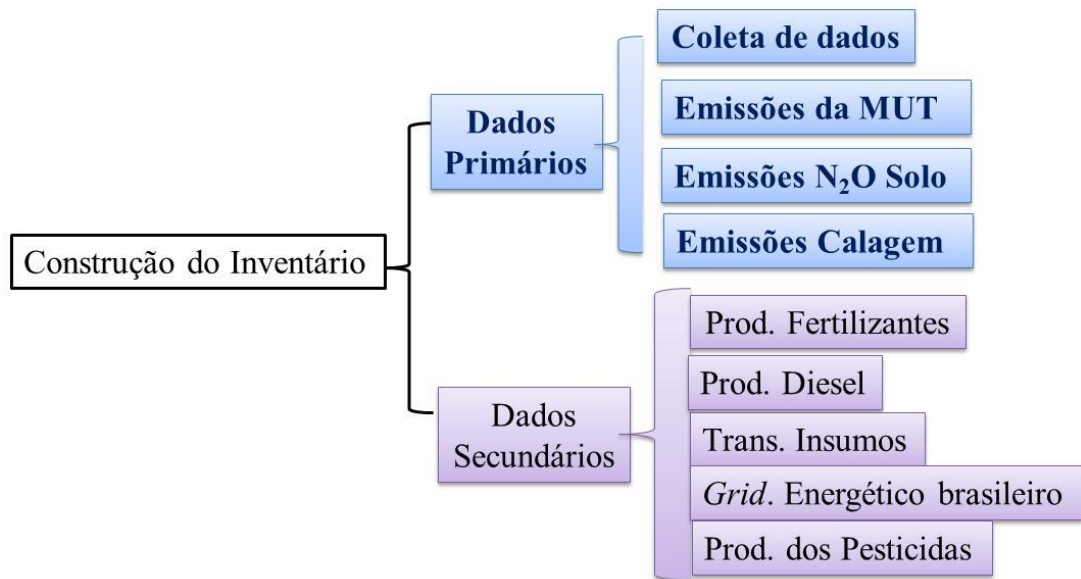 Construção do Inventário
Dados
Primários
Coleta de dados
Emissões da MUT
Emissões N₂O Solo
Emissões Calagem
Dados
Secundários
Prod. Fertilizantes
Prod. Diesel
Trans. Insumos
Grid. Energético brasileiro
Prod. dos Pesticidas